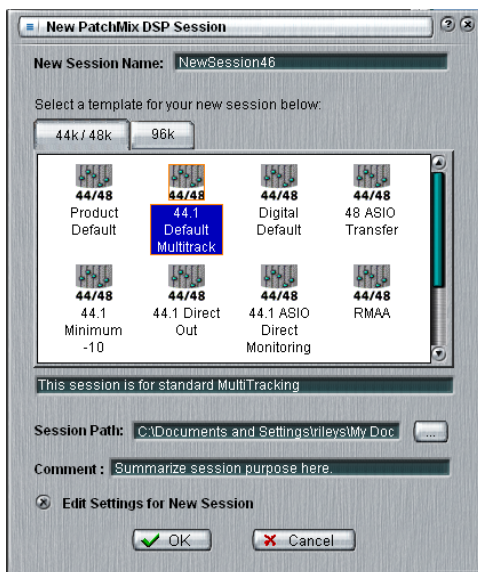 New PatchMix DSP Session
New Session Name: NewSession46
Select a template for your new session below:
44k/48k 96k
44/48 44/48 44/48 44/48
Product Default
44.1 Default Multitrack
Digital Default
48 ASIO Transfer
44/48 44/48 44/48 44/48
44.1 Minimum -10
44.1 Direct Out
44.1 ASIO Direct Monitoring
RMAA
This session is for standard MultiTracking
Session Path: C:\Documents and Settings\rileys\My Doc ...
Comment : Summarize session purpose here.
Edit Settings for New Session
OK Cancel